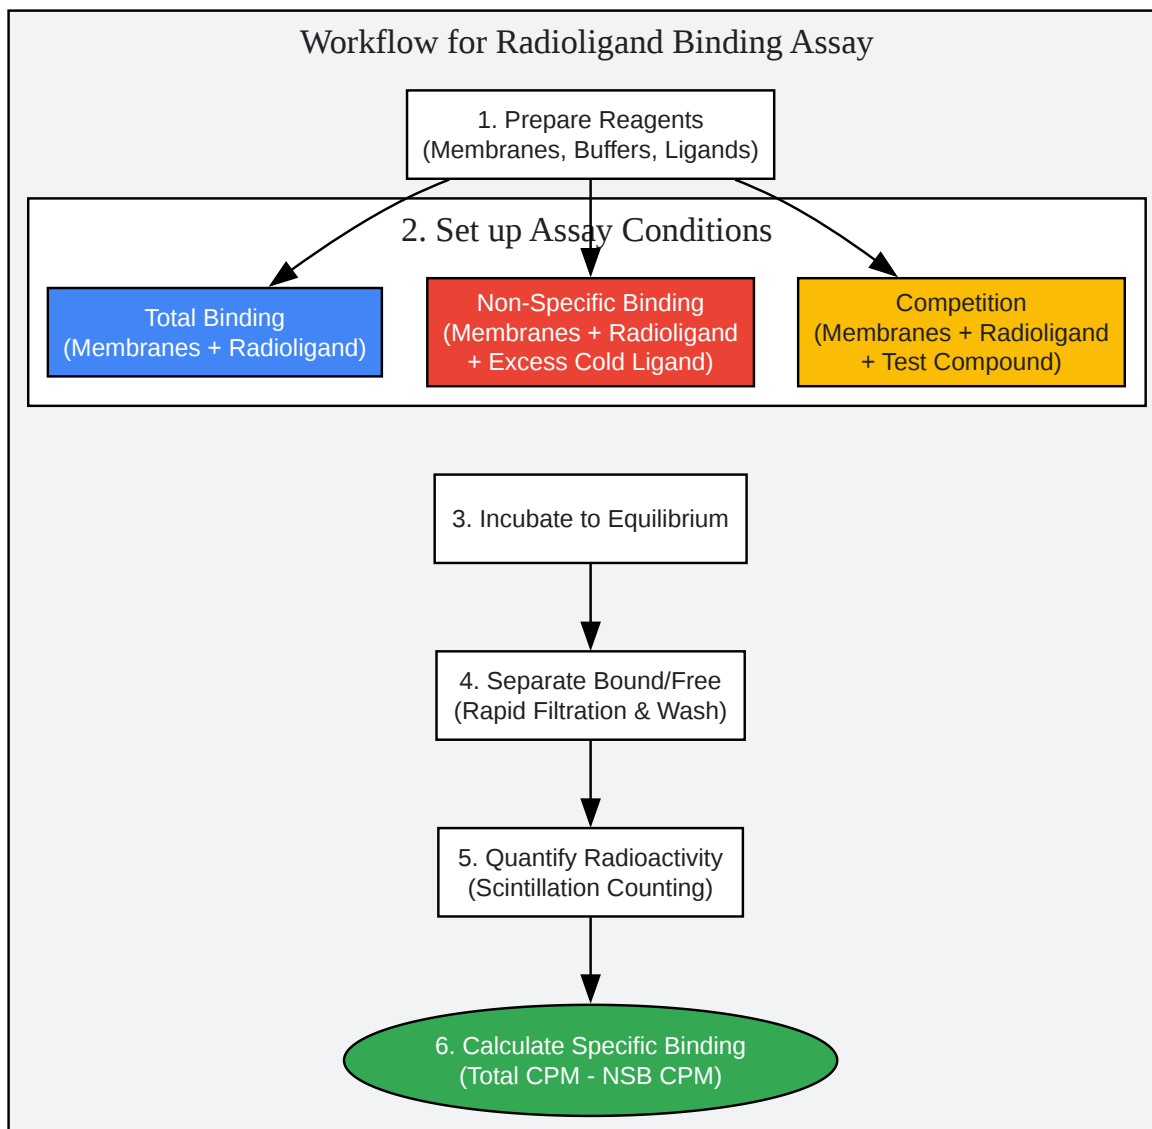 Workflow for Radioligand Binding Assay
1. Prepare Reagents
(Membranes, Buffers, Ligands)
2. Set up Assay Conditions
Total Binding
(Membranes + Radioligand)
Non-Specific Binding
(Membranes + Radioligand
+ Excess Cold Ligand)
Competition
(Membranes + Radioligand
+ Test Compound)
3. Incubate to Equilibrium
4. Separate Bound/Free
(Rapid Filtration & Wash)
5. Quantify Radioactivity
(Scintillation Counting)
6. Calculate Specific Binding
(Total CPM - NSB CPM)